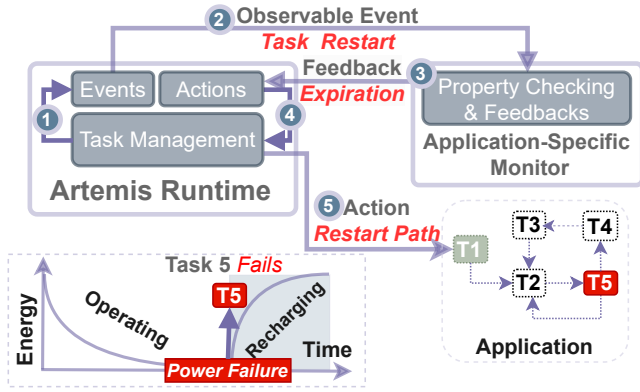 2 Observable Event
Task Restart
3
Feedback
Expiration
Events
Actions
1
4
Task Management
Artemis Runtime
Property Checking
& Feedbacks
Application-Specific
Monitor
5 Action
Restart Path
T1
T3
T4
T2
T5
Application
Task 5 Fails
T5
Energy
Operating
Recharging
Time
Power Failure